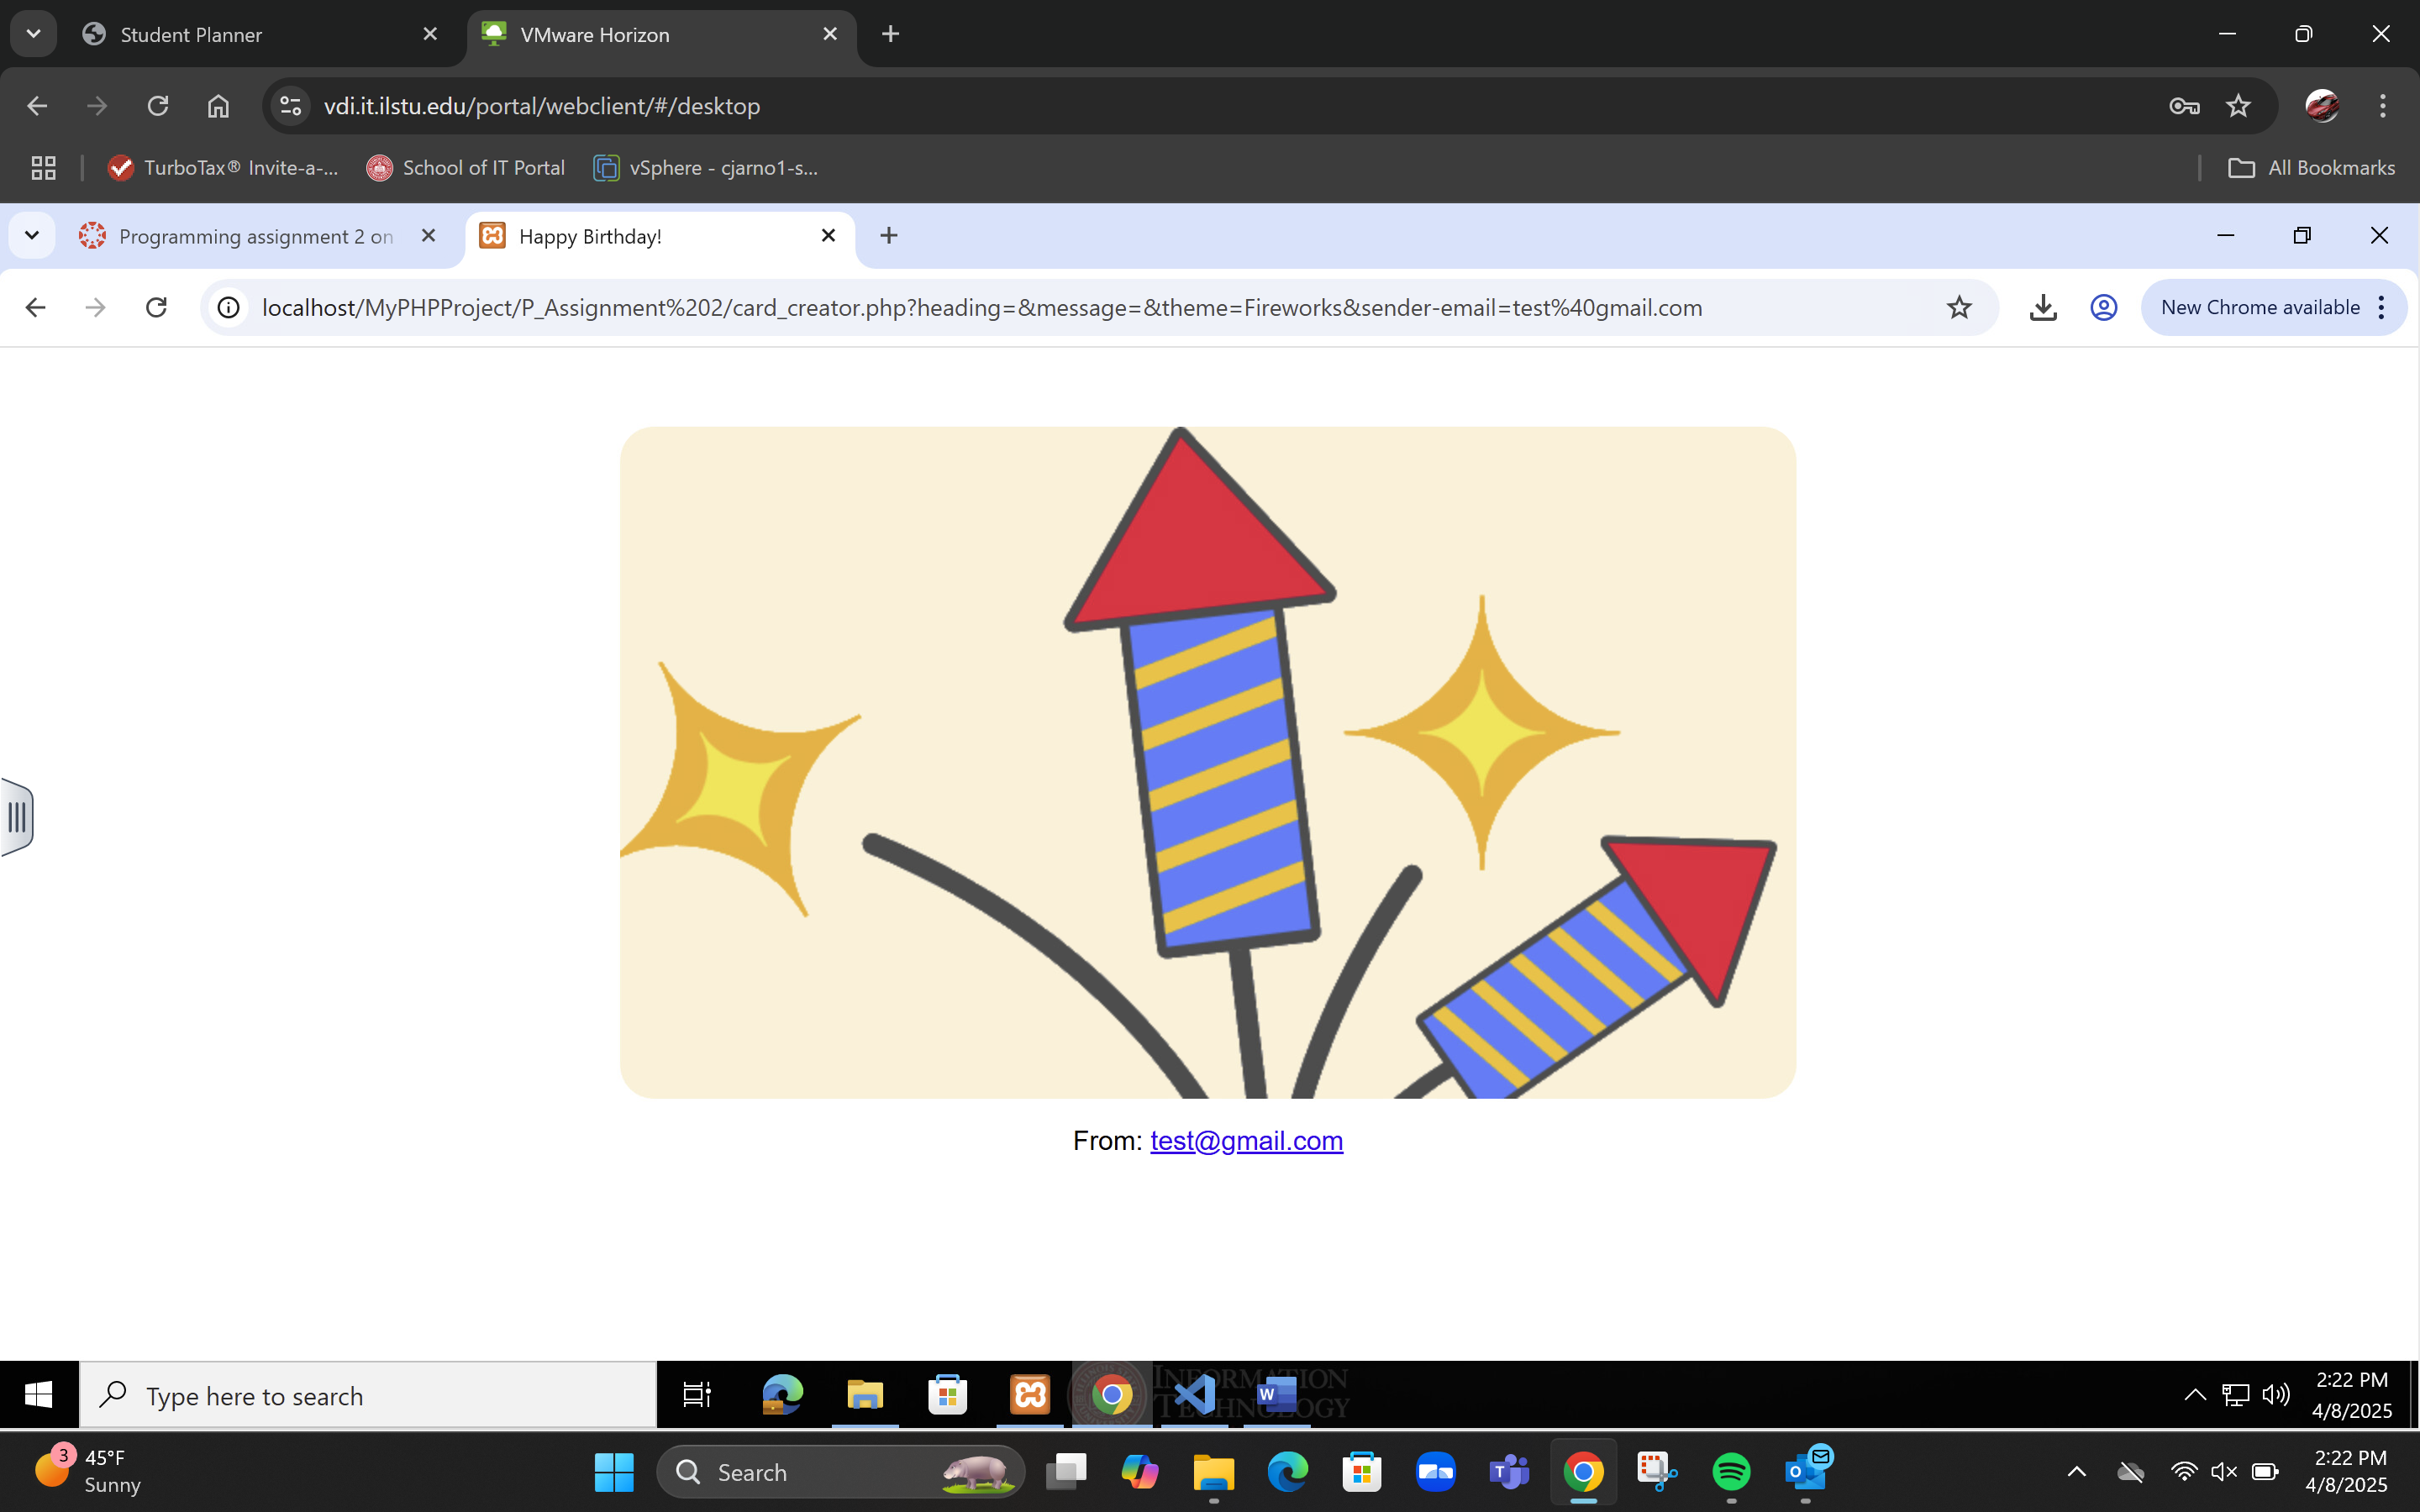 Student Planner
VMware Horizon
vdi.it.ilstu.edu/portal/webclient/#/desktop
TurboTax® Invite-a-...
School of IT Portal
vSphere - cjarno1-s...
All Bookmarks
Programming assignment 2 on
Happy Birthday!
localhost/MyPHPProject/P_Assignment%202/card_creator.php?heading=&message=&theme=Fireworks&sender-email=test%40gmail.com
New Chrome available
From: test@gmail.com
Type here to search
INFORMATION
TECHNOLOGY
2:22 PM
4/8/2025
3
45°F
Sunny
Search
2:22 PM
4/8/2025